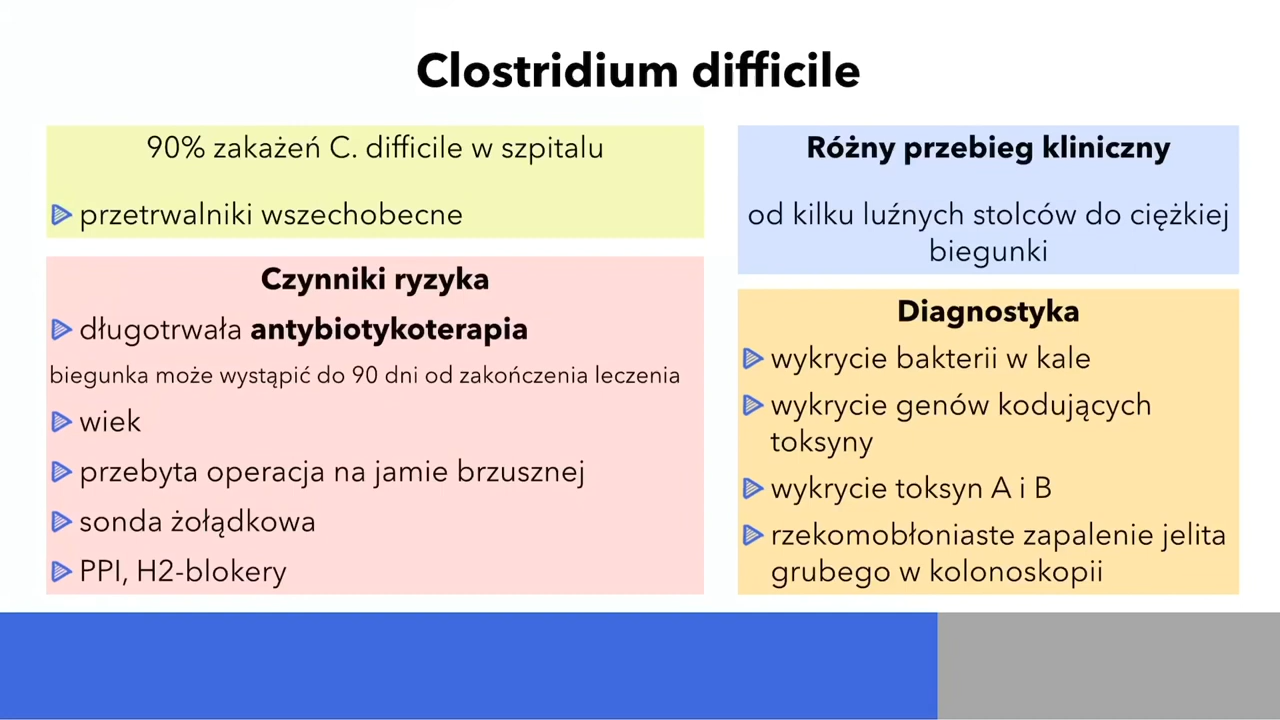 Clostridium difficile
90% zakażeń C. difficile w szpitalu
przetrwalniki wszechobecne
Czynniki ryzyka
długotrwała antybiotykoterapia
biegunka może wystąpić do 90 dni od zakończenia leczenia
wiek
przebyta operacja na jamie brzusznej
sonda żołądkowa
PPI, H2-blokery
Różny przebieg kliniczny
od kilku luźnych stolców do ciężkiej
biegunki
Diagnostyka
wykrycie bakterii w kale
wykrycie genów kodujących
toksyny
wykrycie toksyn A i B
rzekomobłoniaste zapalenie jelita
grubego w kolonoskopii